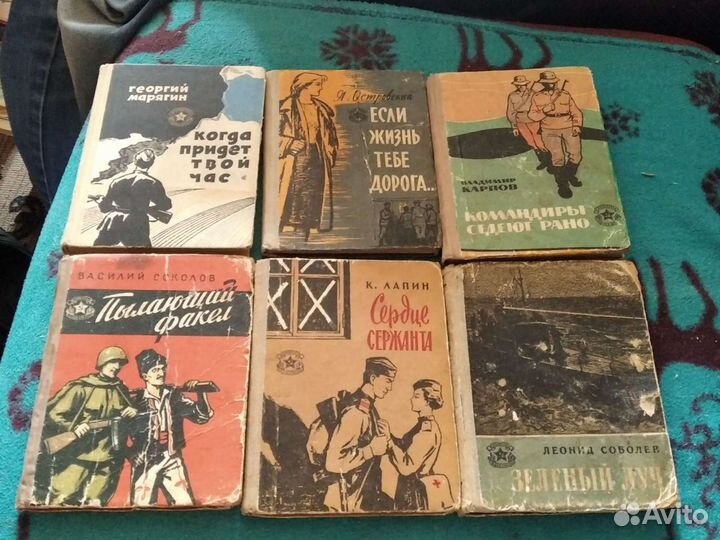 ГЕОРГИЙ
МАРЯГИН
КОГДА
ПРИДЕТ
ТВОЙ
ЧАС
А. Островский
ЕСЛИ
ЖИЗНЬ
ТЕБЕ
ДОРОГА..
ВЛАДИМИР
КАРПОВ
КОМАНДИРЫ
СЕДЕЮТ РАНО
ВАСИЛИЙ СОКОЛОВ
Пылающий
факел
К. ЛАПИН
Сердце
СЕРЖАНТА
ЛЕОНИД СОБОЛЕВ
ЗЕЛЕНЫЙ ЛУЧ
Avito